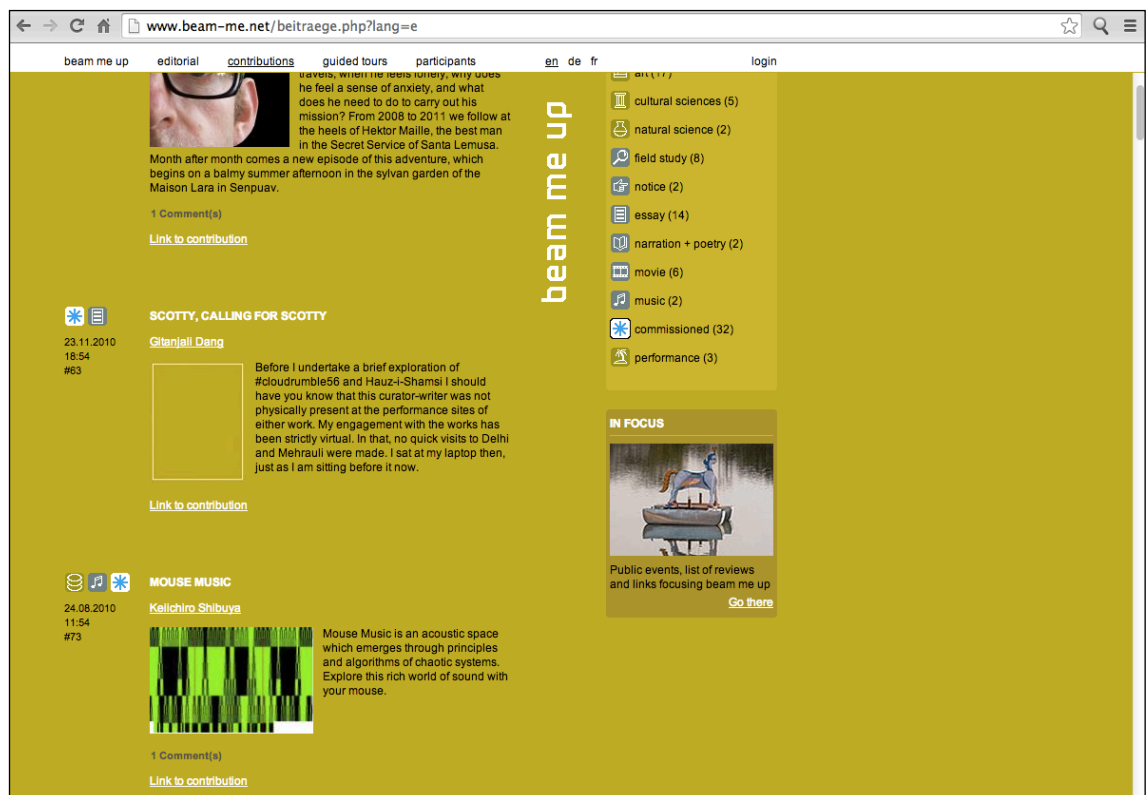 www.beam-me.net/beitraege.php?lang=e
beam me up editorial contributions guided tours participants en de fr login
travels, when he feels lonely, why does
he feel a sense of anxiety, and what
does he need to do to carry out his
mission? From 2008 to 2011 we follow at
the heels of Hektor Maille, the best man
in the Secret Service of Santa Lemusa.
Month after month comes a new episode of this adventure, which
begins on a balmy summer afternoon in the sylvan garden of the
Maison Lara in Senpuav.
1 Comment(s)
Link to contribution
SCOTTY, CALLING FOR SCOTTY
23.11.2010
18:54
#63
Gitanjali Dang
Before I undertake a brief exploration of
#cloudrumble56 and Hauz-i-Shamsi I should
have you know that this curator-writer was not
physically present at the performance sites of
either work. My engagement with the works has
been strictly virtual. In that, no quick visits to Delhi
and Mehrauli were made. I sat at my laptop then,
just as I am sitting before it now.
Link to contribution
MOUSE MUSIC
24.08.2010
11:54
#73
Keiichiro Shibuya
Mouse Music is an acoustic space
which emerges through principles
and algorithms of chaotic systems.
Explore this rich world of sound with
your mouse.
1 Comment(s)
Link to contribution
beam me up
art (17)
cultural sciences (5)
natural science (2)
field study (8)
notice (2)
essay (14)
narration + poetry (2)
movie (6)
music (2)
commissioned (32)
performance (3)
IN FOCUS
Public events, list of reviews
and links focusing beam me up
Go there